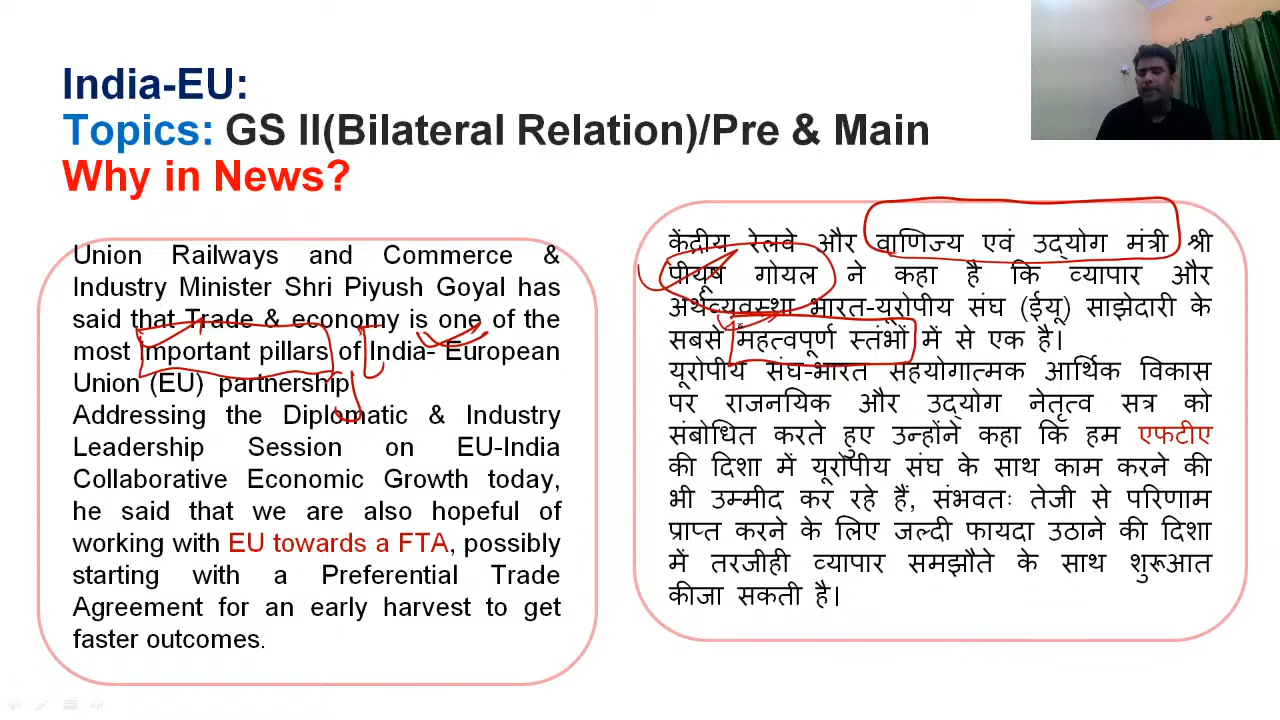 India-EU:
Topics: GS II(Bilateral Relation)/Pre & Main
Why in News?
Union Railways and Commerce &
Industry Minister Shri Piyush Goyal has
said that Trade & economy is one of the
most important pillars of India- European
Union (EU) partnership
Addressing the Diplomatic & Industry
Leadership Session on EU-India
Collaborative Economic Growth today,
he said that we are also hopeful of
working with EU towards a FTA, possibly
starting with a Preferential Trade
Agreement for an early harvest to get
faster outcomes.
केंद्रीय रेलवे और वाणिज्य एवं उद्योग मंत्री श्री
पीयूष गोयल ने कहा है कि व्यापार और
अर्थव्यवस्था भारत-यूरोपीय संघ (ईयू) साझेदारी के
सबसे महत्वपूर्ण स्तंभों में से एक है।
यूरोपीय संघ-भारत सहयोगात्मक आर्थिक विकास
पर राजनयिक और उद्योग नेतृत्व सत्र को
संबोधित करते हुए उन्होंने कहा कि हम एफटीए
की दिशा में यूरोपीय संघ के साथ काम करने की
भी उम्मीद कर रहे हैं, संभवतः तेजी से परिणाम
प्राप्त करने के लिए जल्दी फायदा उठाने की दिशा
में तरजीही व्यापार समझौते के साथ शुरूआत
कीजा सकती है।